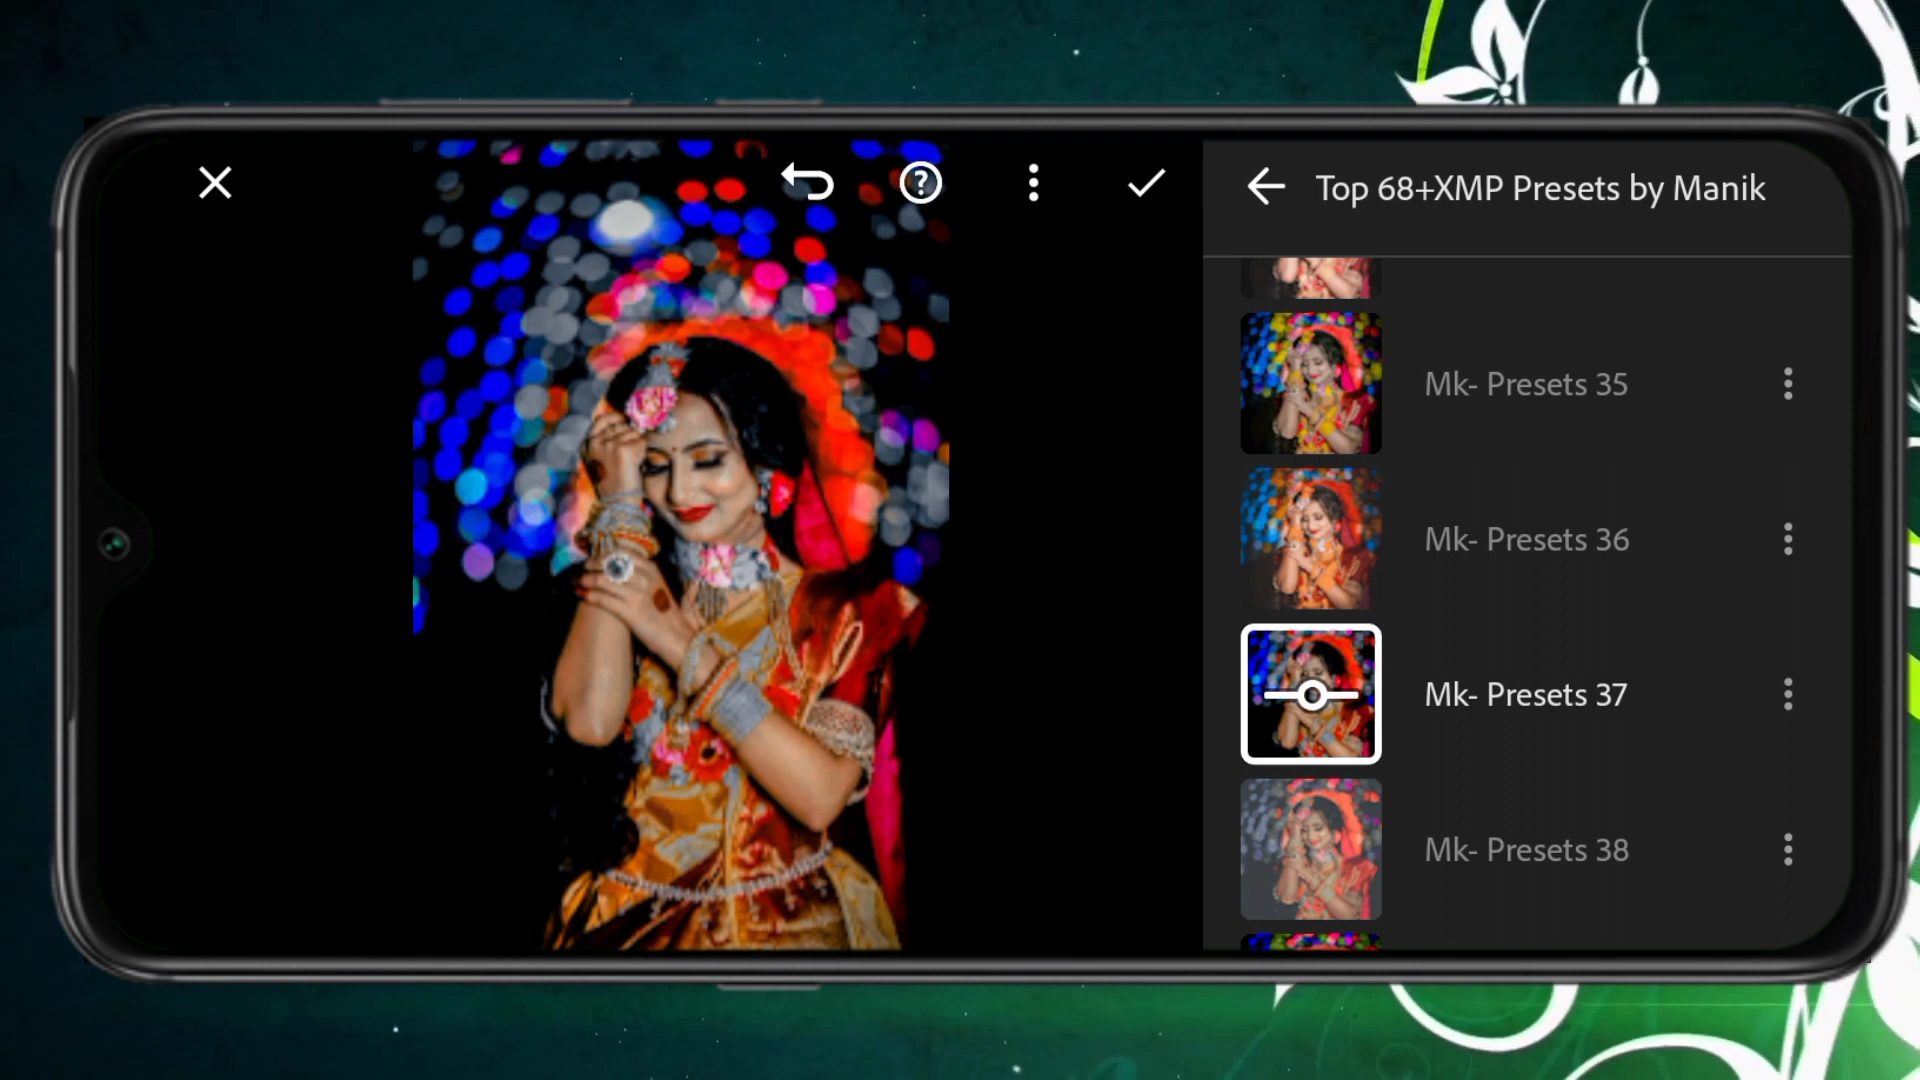 Top 68+XMP Presets by Manik
Mk- Presets 35
Mk- Presets 36
Mk- Presets 37
Mk- Presets 38